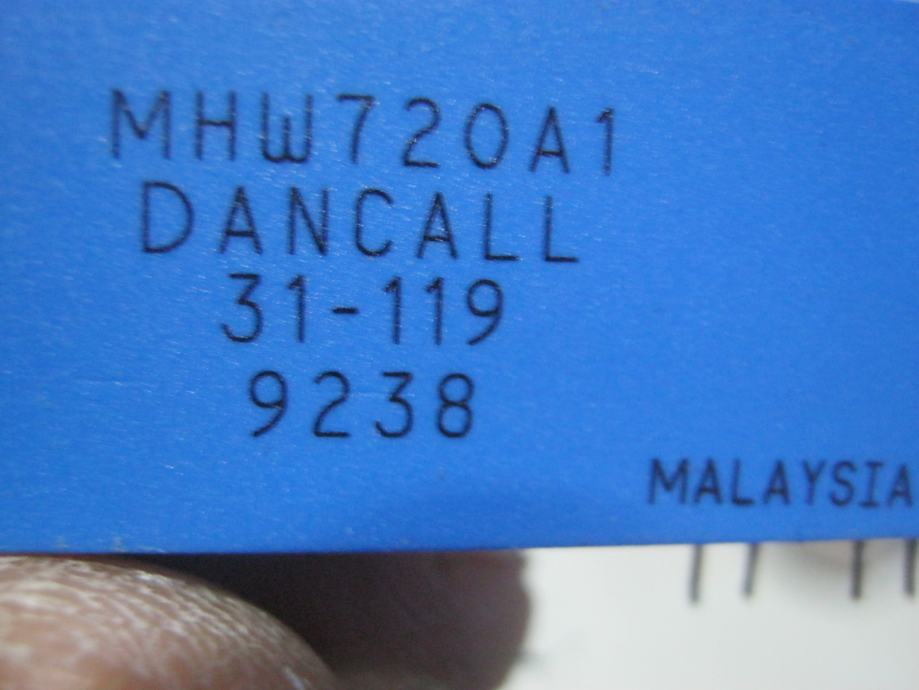 MHW720A1
DANCALL
31-119
9238
MALAYSIA